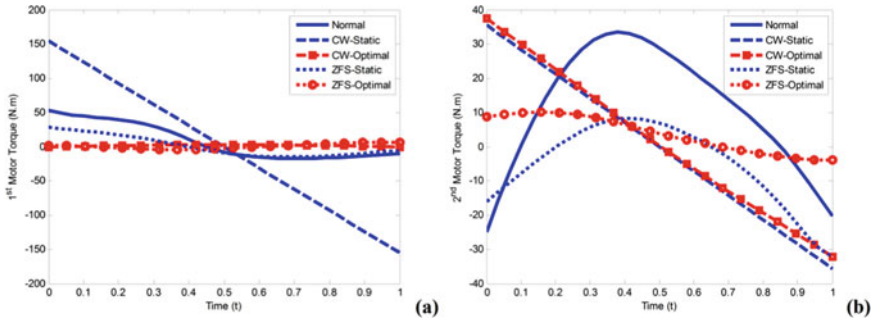 200
150
100
50
0
-50
-100
-150
-200
1st Motor Torque (N.m)
0 0.1 0.2 0.3 0.4 0.5 0.6 0.7 0.8 0.9 1
Time (t)
Normal
CW-Static
CW-Optimal
ZFS-Static
ZFS-Optimal
(a)
40
30
20
10
0
-10
-20
-30
-40
2nd Motor Torque (N.m)
0 0.1 0.2 0.3 0.4 0.5 0.6 0.7 0.8 0.9 1
Time (t)
Normal
CW-Static
CW-Optimal
ZFS-Static
ZFS-Optimal
(b)